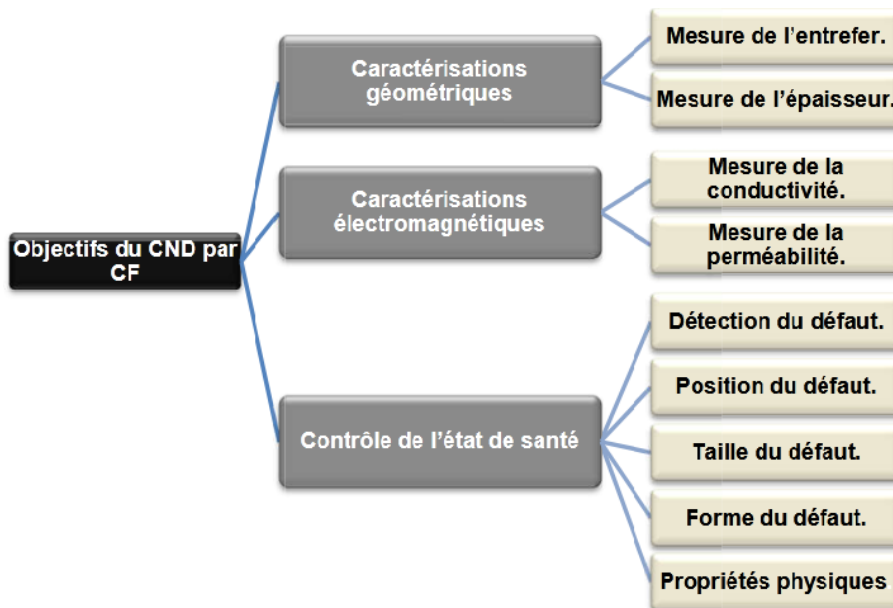 Objectifs du CND par
CF
Caractérisations
géométriques
Mesure de l'entrefer.
Mesure de l'épaisseur.
Caractérisations
électromagnétiques
Mesure de la
conductivité.
Mesure de la
perméabilité.
Contrôle de l'état de santé
Détection du défaut.
Position du défaut.
Taille du défaut.
Forme du défaut.
Propriétés physiques